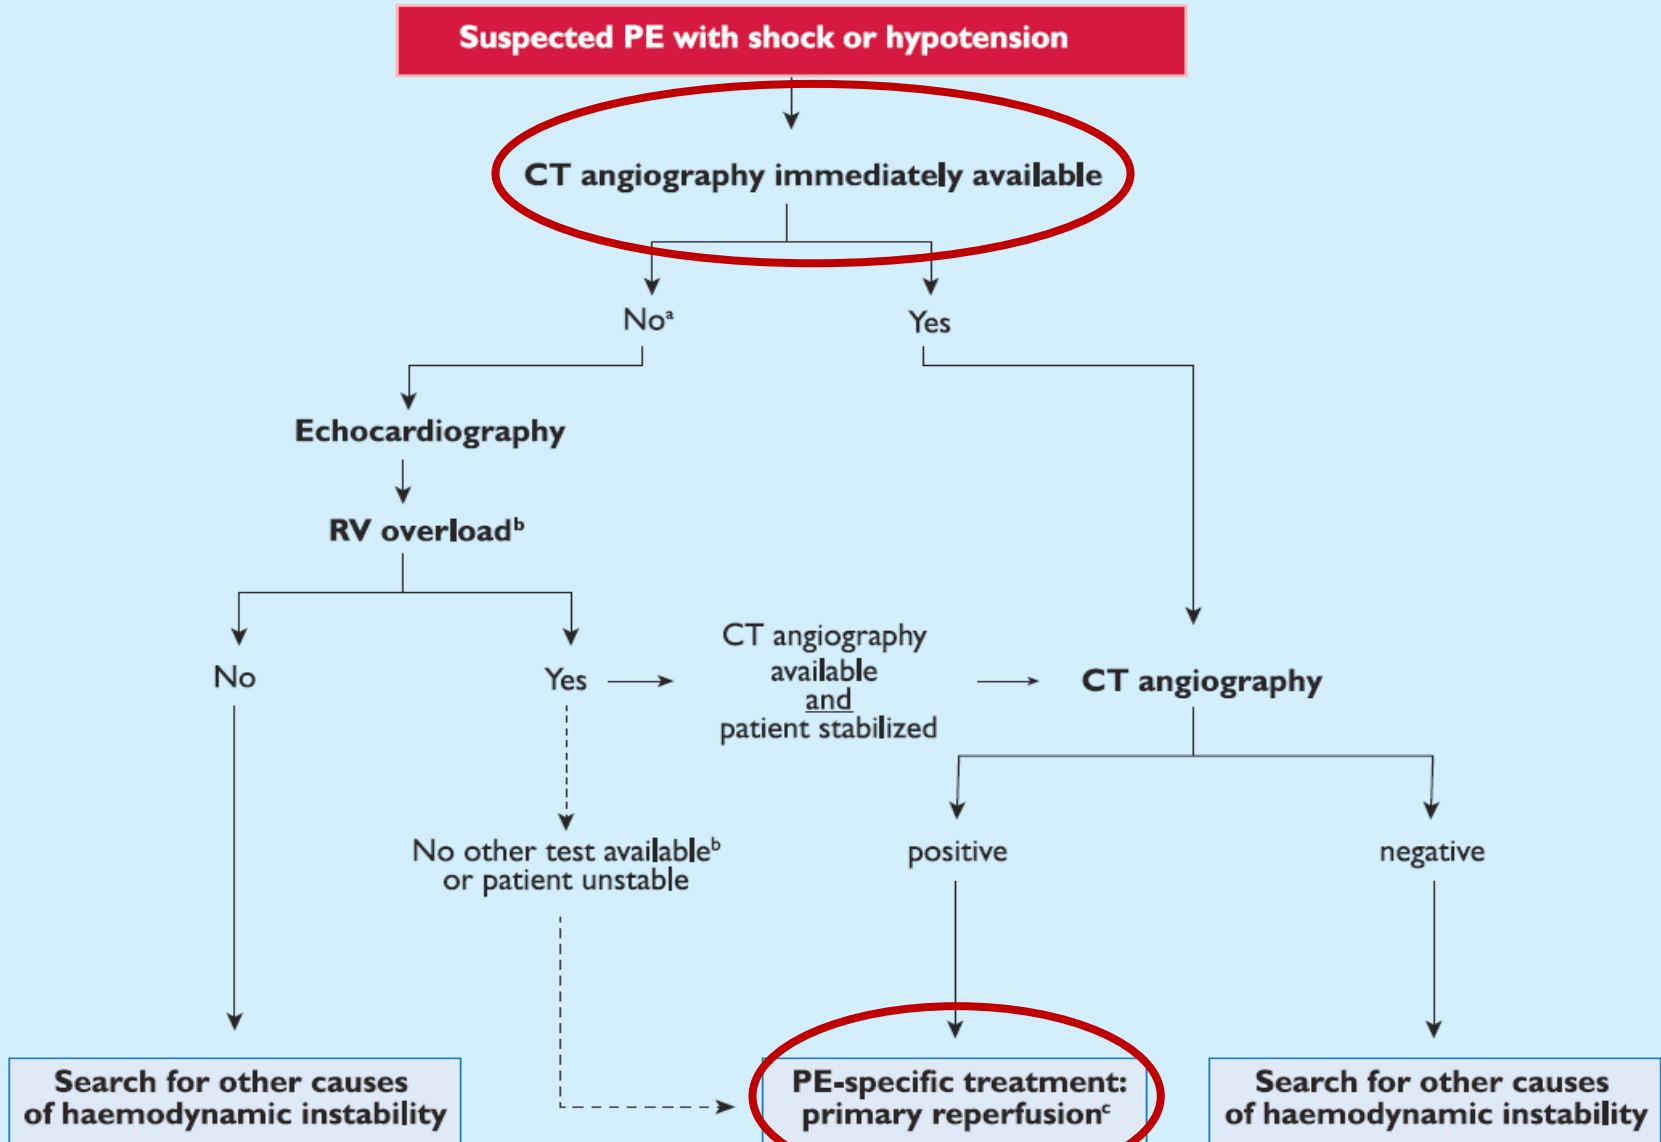 Suspected PE with shock or hypotension
CT angiography immediately available
Noᵃ
Yes
Echocardiography
RV overloadᵇ
No
Yes
CT angiography
available
and
patient stabilized
CT angiography
No other test availableᵇ
or patient unstable
positive
negative
Search for other causes
of haemodynamic instability
PE-specific treatment:
primary reperfusionᶜ
Search for other causes
of haemodynamic instability